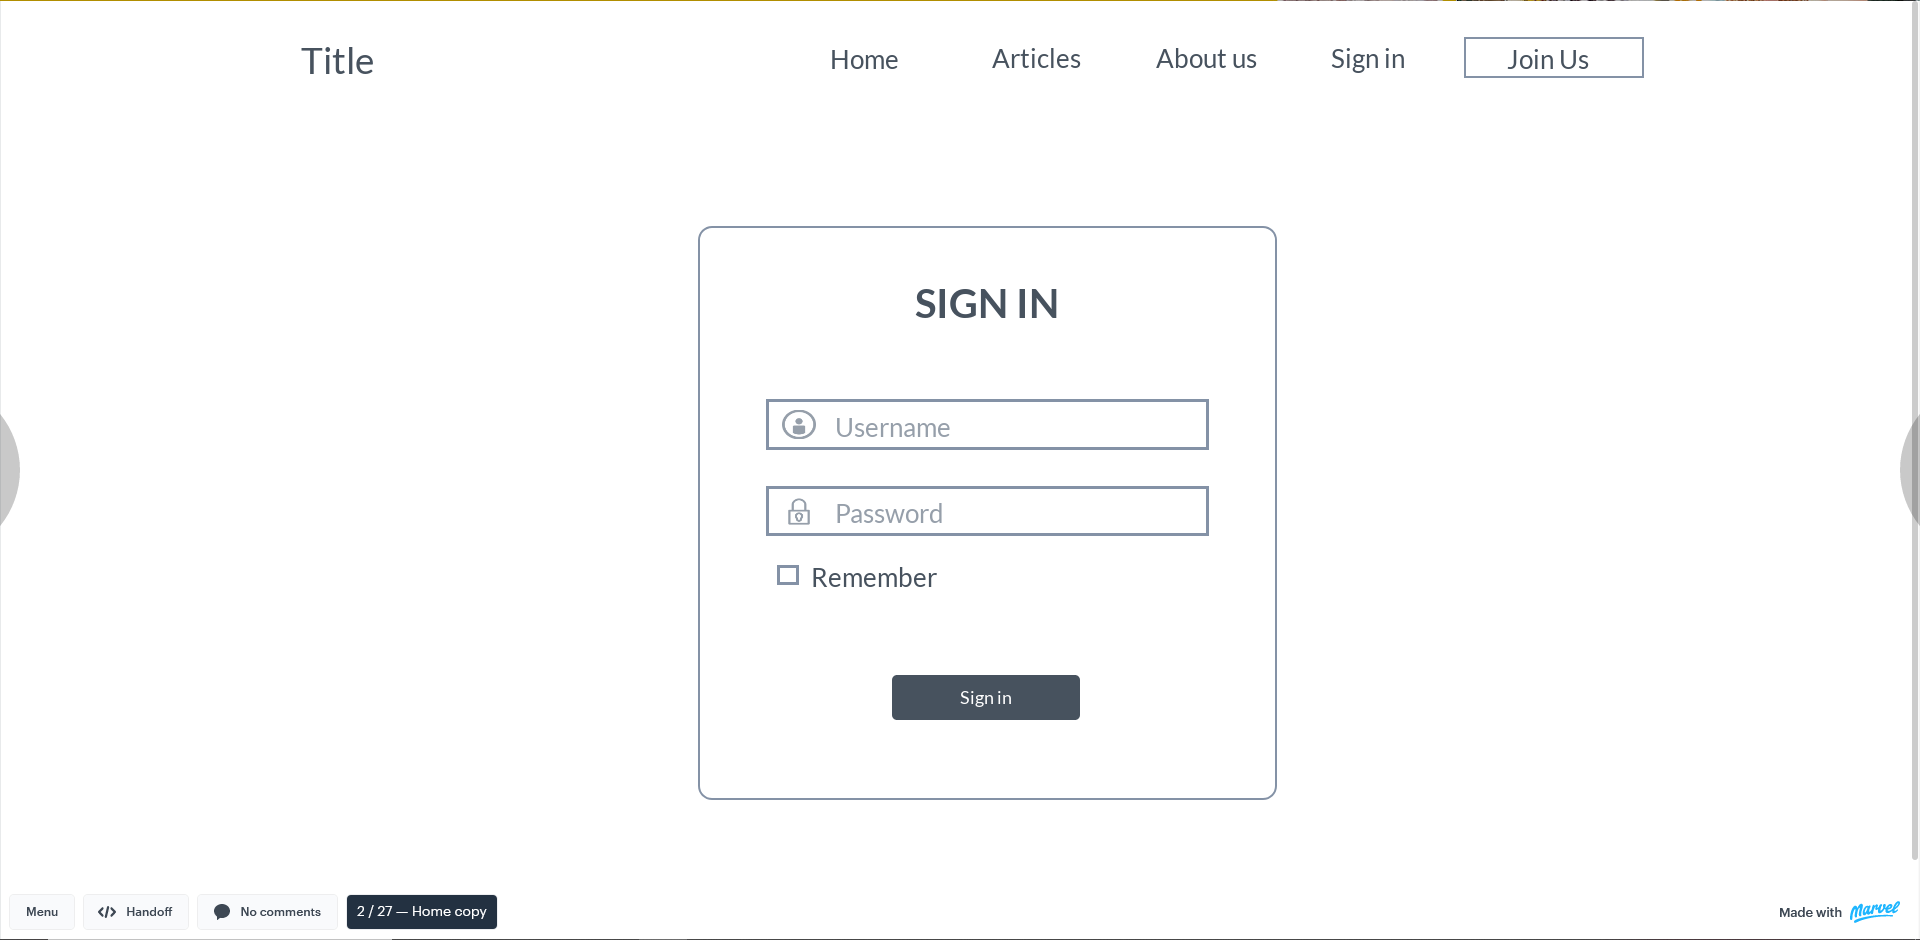 Title
Home Articles About us Sign in Join Us
SIGN IN
Username
Password
Remember
Sign in
Menu </> Handoff No comments 2 / 27 — Home copy Made with Marvel